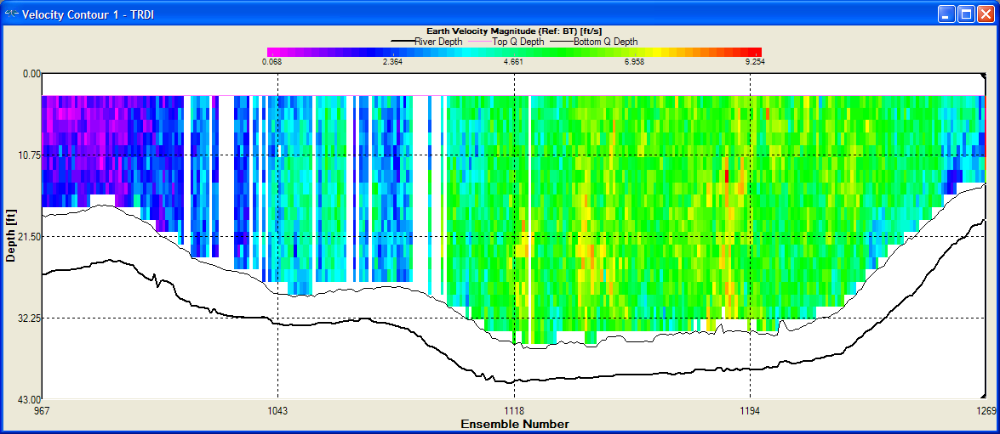 Velocity Contour 1 - TRDI
Earth Velocity Magnitude (Ref: BT) [ft/s]
River Depth Top Q Depth Bottom Q Depth
0.068 2.364 4.661 6.958 9.254
0.00
10.75
21.50
32.25
43.00
Depth [ft]
967 1043 1118 1194 1269
Ensemble Number